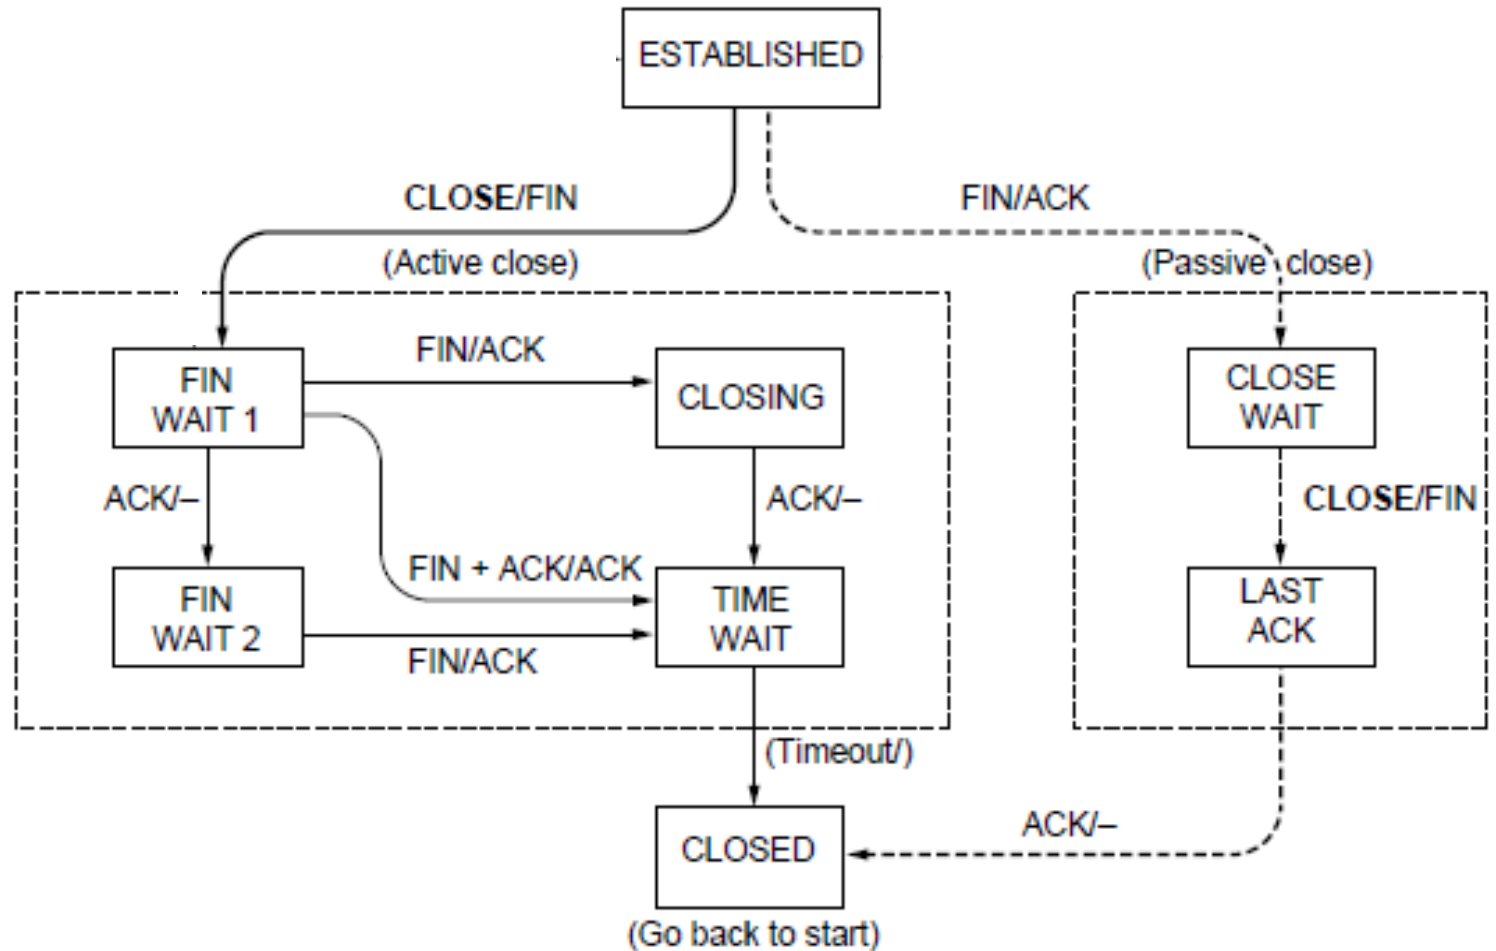 ESTABLISHED
CLOSE/FIN
FIN/ACK
(Active close)
(Passive close)
FIN
WAIT 1
FIN/ACK
CLOSING
CLOSE
WAIT
ACK/–
ACK/–
CLOSE/FIN
FIN + ACK/ACK
FIN
WAIT 2
TIME
WAIT
LAST
ACK
FIN/ACK
(Timeout/)
ACK/–
CLOSED
(Go back to start)